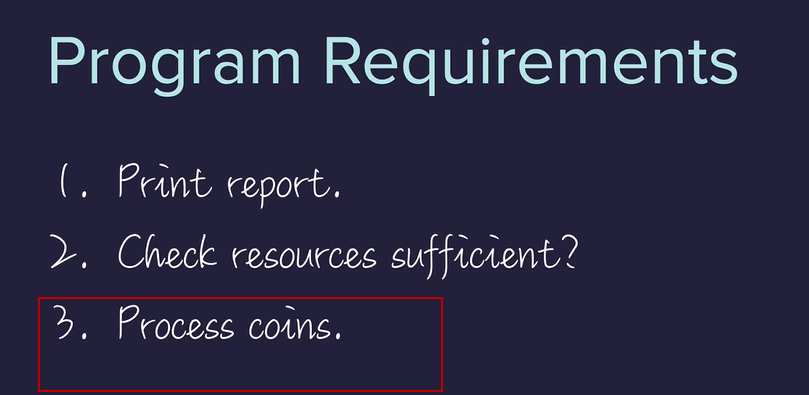 Program Requirements
1. Print report.
2. Check resources sufficient?
3. Process coins.